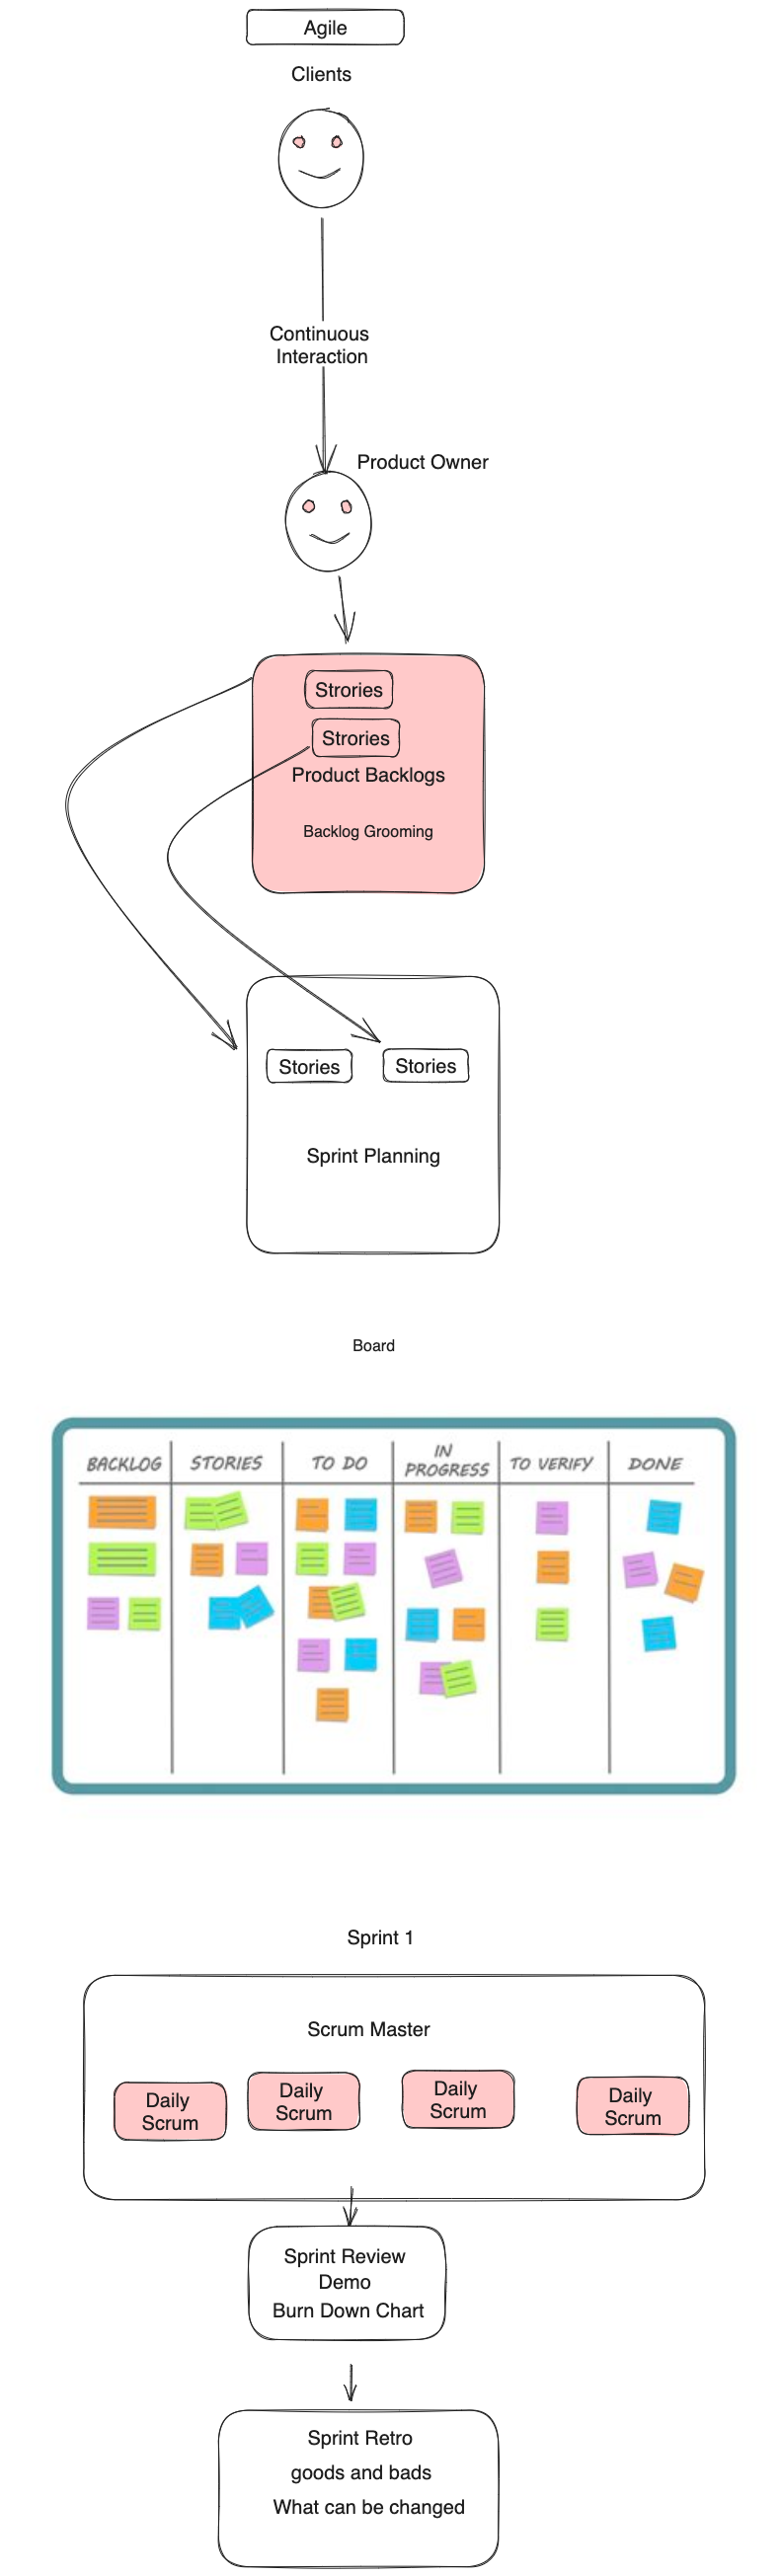 Agile
Clients
Continuous
Interaction
Product Owner
Strories
Strories
Product Backlogs
Backlog Grooming
Stories
Stories
Sprint Planning
Board
BACKLOG
STORIES
TO DO
IN
PROGRESS
TO VERIFY
DONE
Sprint 1
Scrum Master
Daily
Scrum
Daily
Scrum
Daily
Scrum
Daily
Scrum
Sprint Review
Demo
Burn Down Chart
Sprint Retro
goods and bads
What can be changed